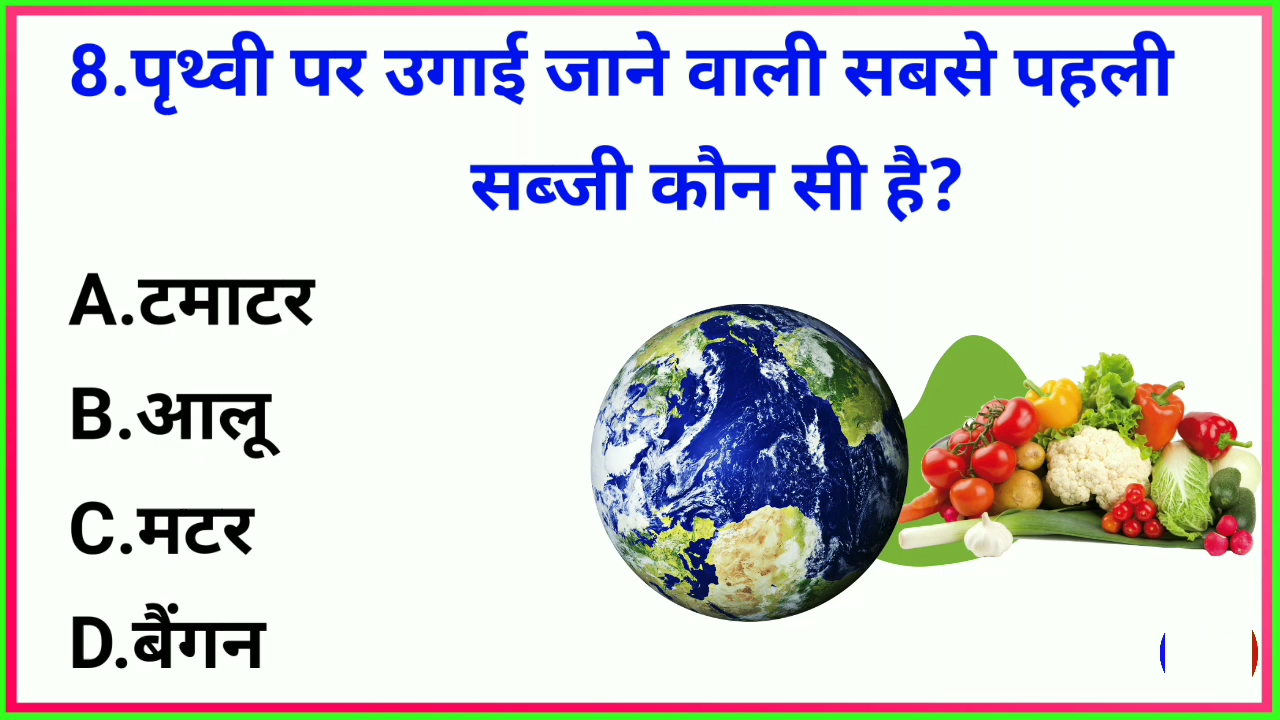 8.पृथ्वी पर उगाई जाने वाली सबसे पहली
सब्जी कौन सी है?
A.टमाटर
B.आलू
C.मटर
D.बैंगन